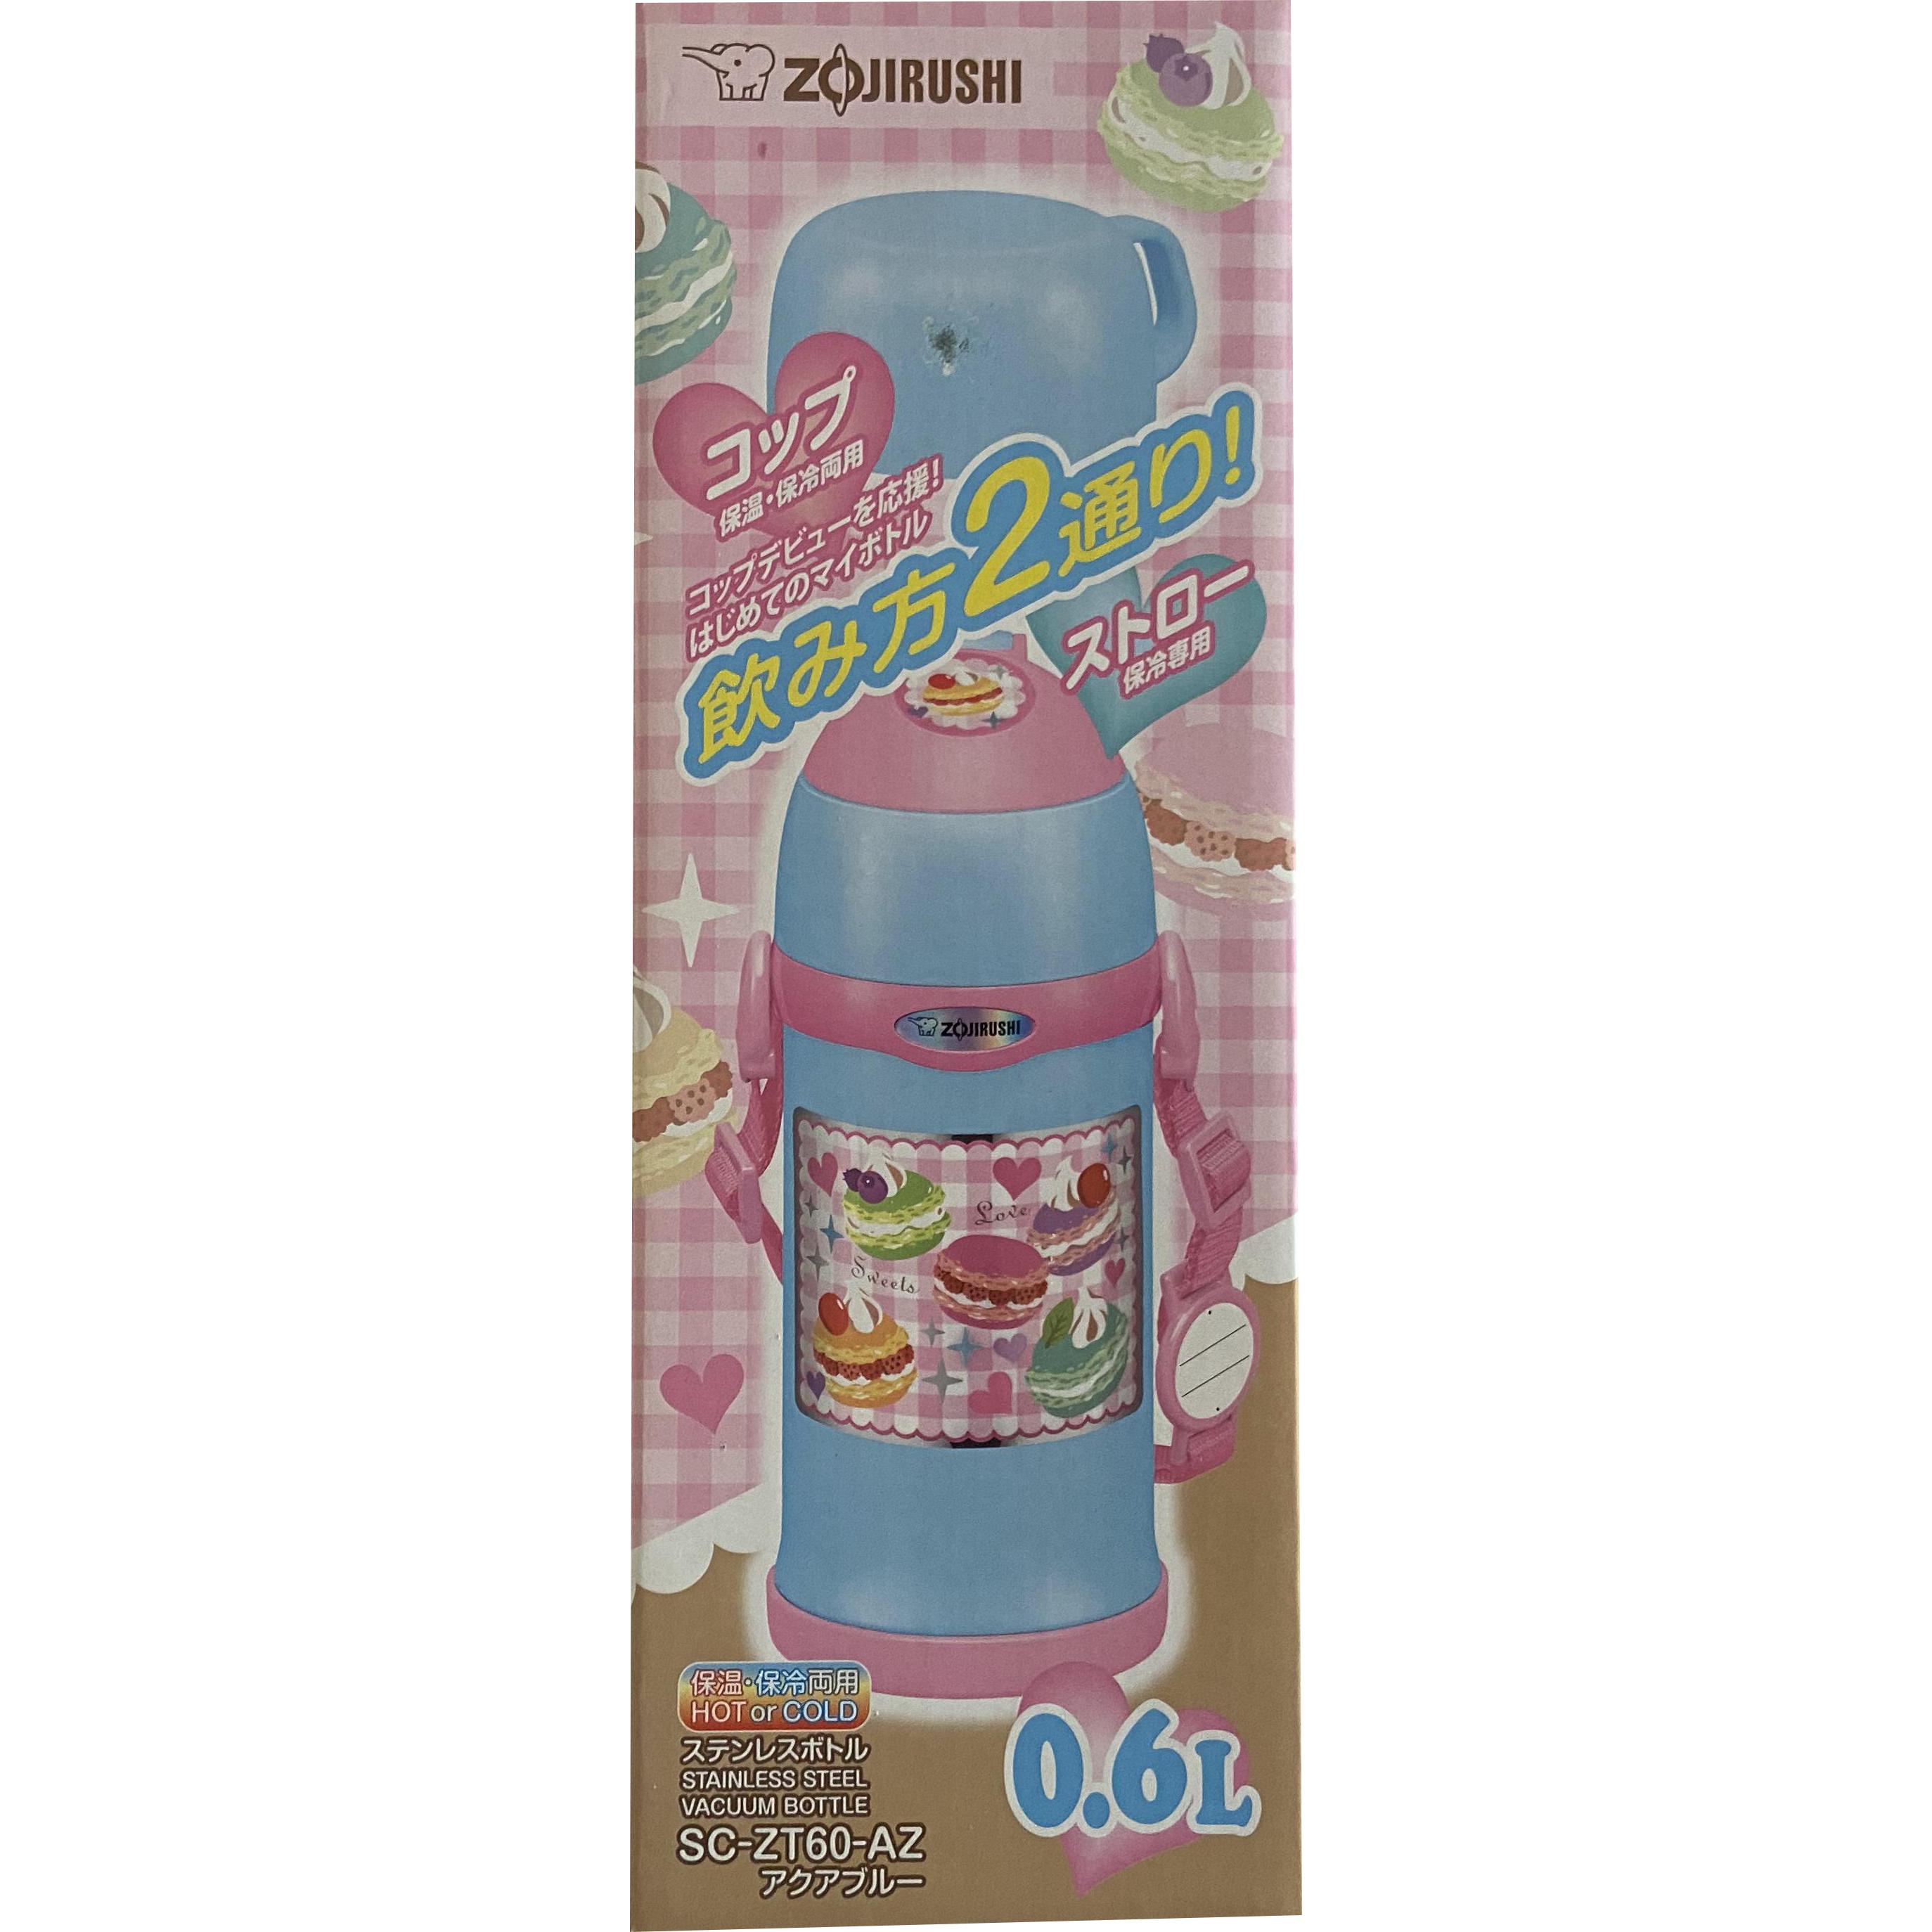 ZOJIRUSHI
コップ
保温・保冷両用
コップデビューを応援!
はじめてのマイボトル
飲み方2通り!
ストロー
保冷専用
ZOJIRUSHI
Love
Sweets
保温・保冷両用
HOT or COLD
ステンレスボトル
STAINLESS STEEL
VACUUM BOTTLE
SC-ZT60-AZ
アクアブルー
0.6L